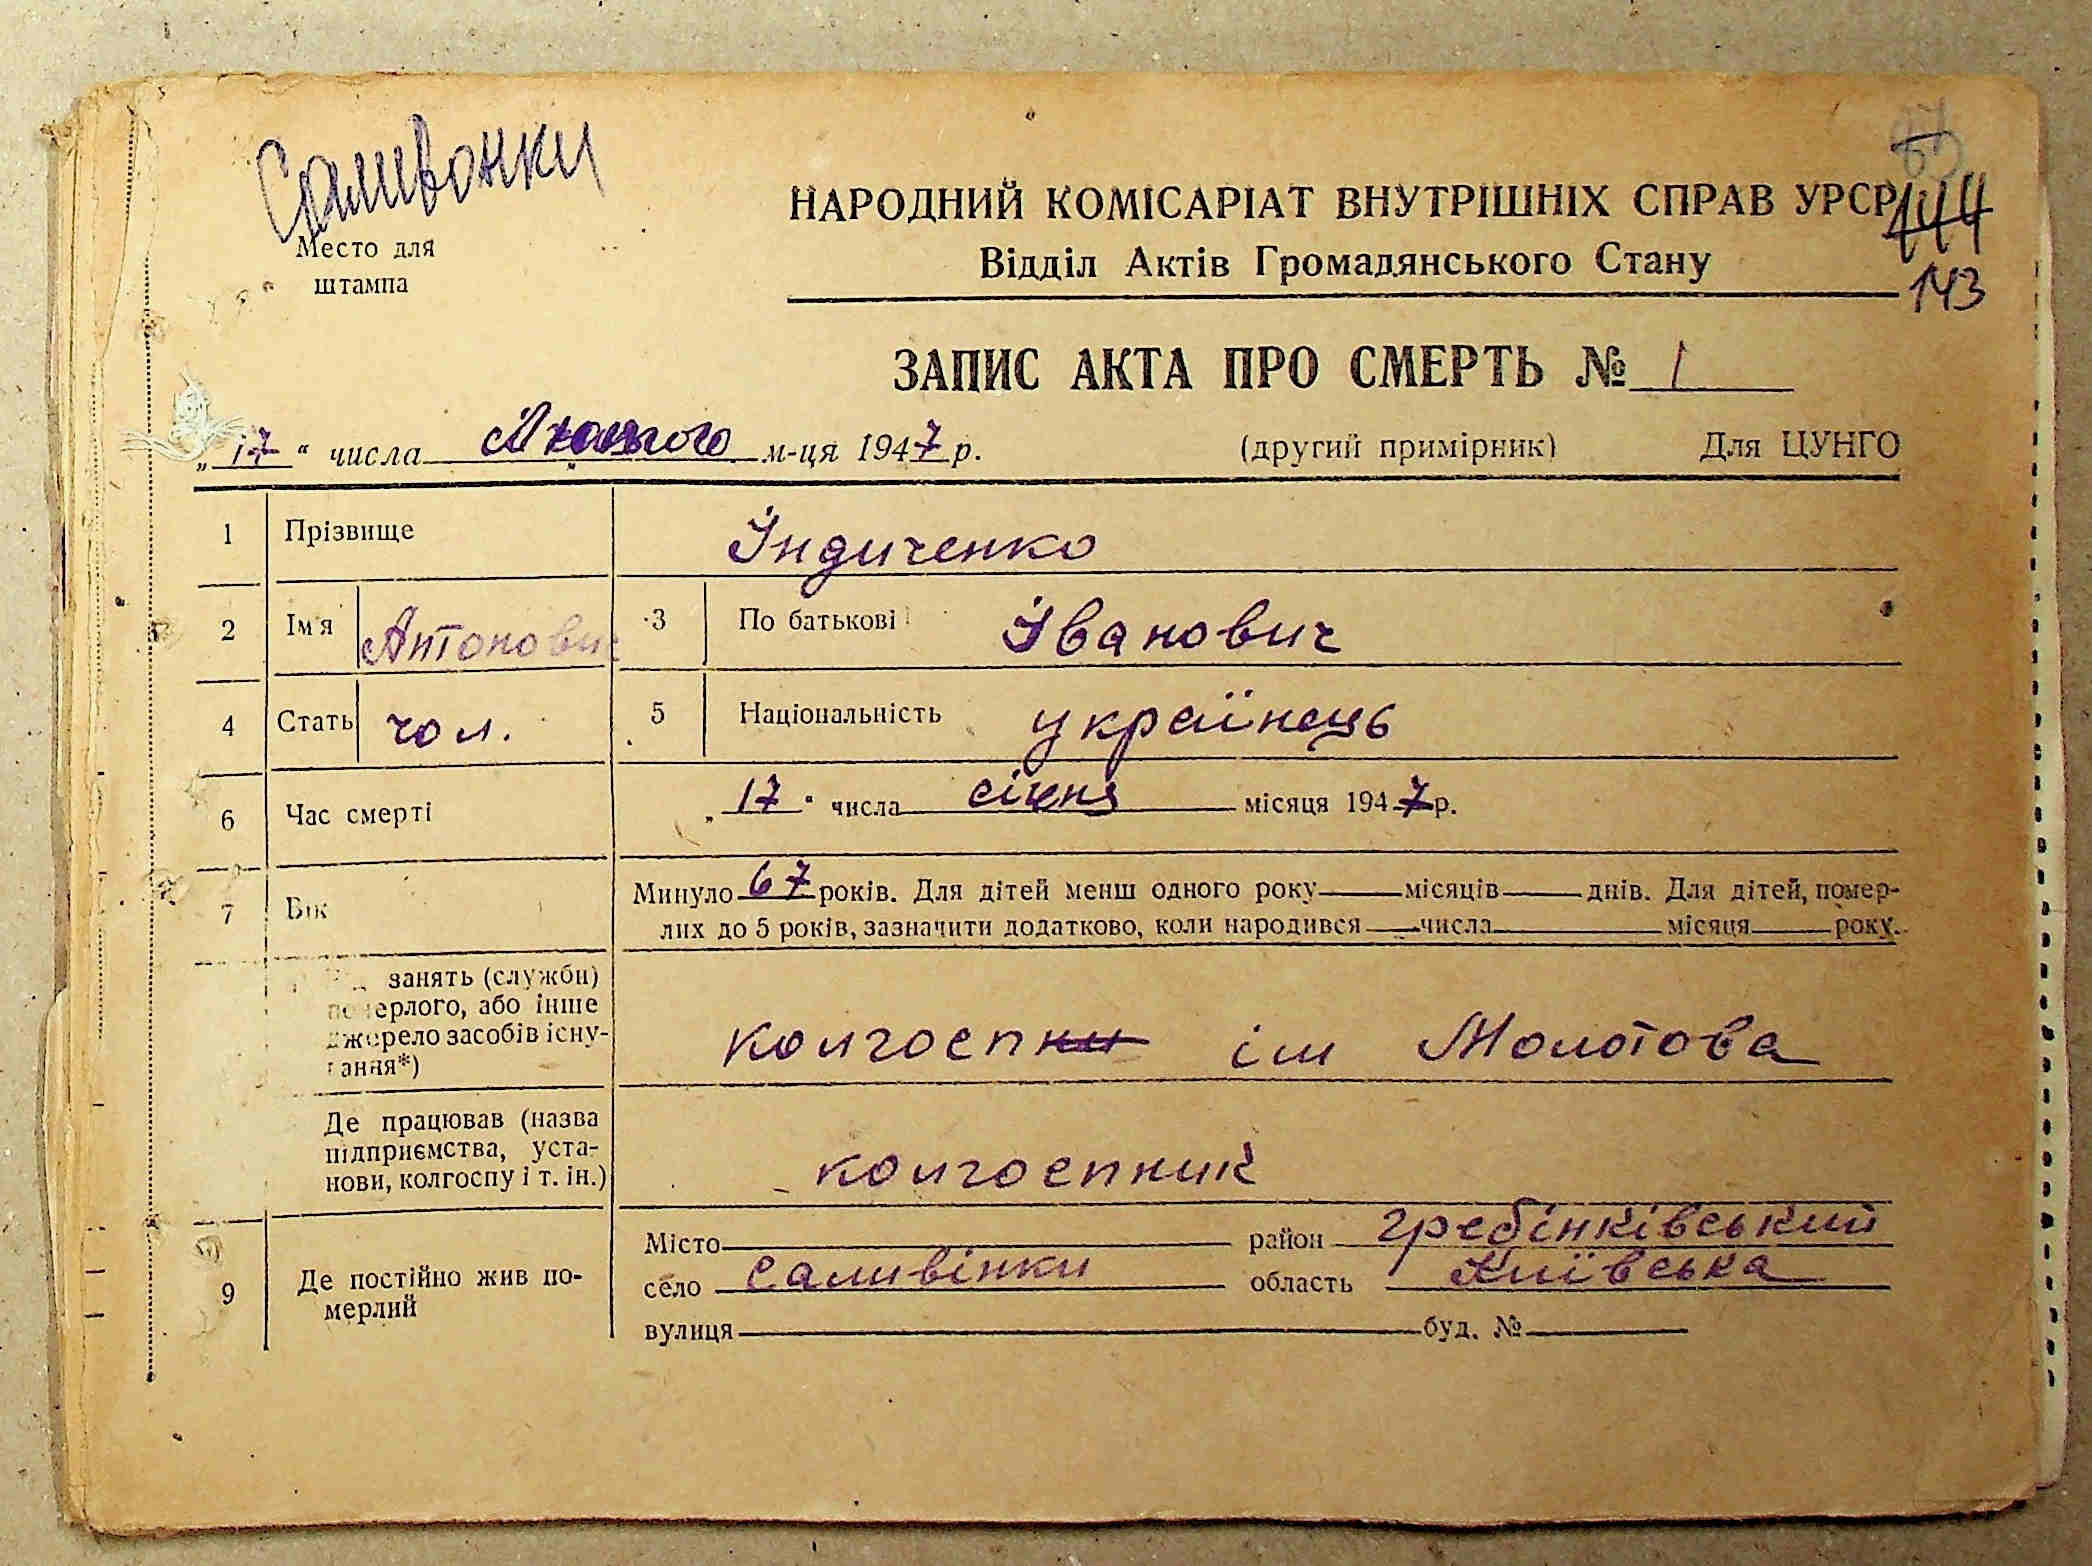 Саливонки
Место для
штампа
НАРОДНИЙ КОМІСАРІАТ ВНУТРІШНІХ СПРАВ УРСР
Відділ Актів Громадянського Стану
144
143
ЗАПИС АКТА ПРО СМЕРТЬ № 1
„17“ числа Лютого м-ця 1947 р. (другий примірник) Для ЦУНГО
1 Прізвище Індиченко
2 Ім'я Антонович 3 По батькові Іванович
4 Стать чол. 5 Національність українець
6 Час смерті „17“ числа січня місяця 1947 р.
7 Вік Минуло 67 років. Для дітей менш одного року місяців днів. Для дітей, помер-
лих до 5 років, зазначити додатково, коли народився числа місяця року.
занять (служби)
померлого, або інше
джерело засобів існу-
вання*)
колгоспни ім Молотова
Де працював (назва
підприємства, уста-
нови, колгоспу і т. ін.)
колгоспник
9 Де постійно жив по-
мерлий
Місто район гребінківський
село Саливінки область Київська
вулиця буд. №